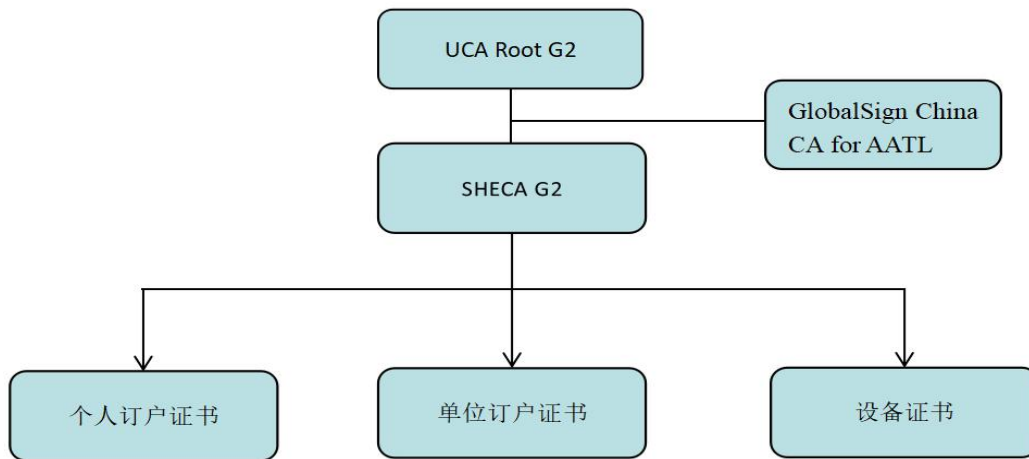 UCA Root G2
GlobalSign China
CA for AATL
SHECA G2
个人订户证书
单位订户证书
设备证书